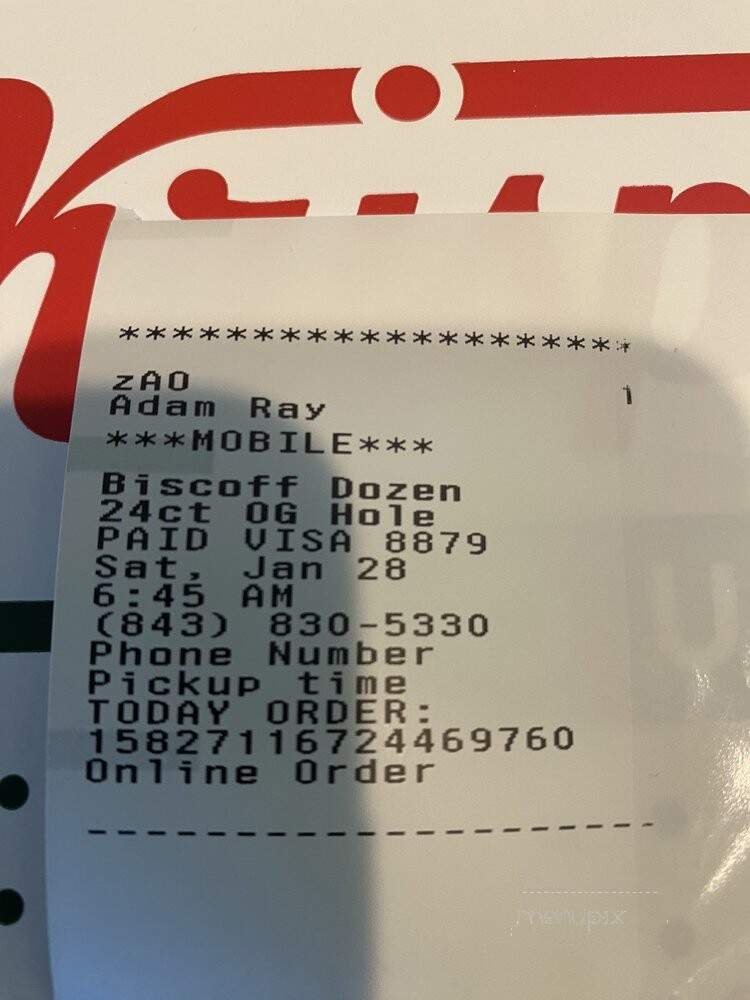 ********************
zAO 1
Adam Ray
***MOBILE***
Biscoff Dozen
24ct OG Hole
PAID VISA 8879
Sat, Jan 28
6:45 AM
(843) 830-5330
Phone Number
Pickup time
TODAY ORDER:
15827116724469760
Online Order
----------------------
menupix